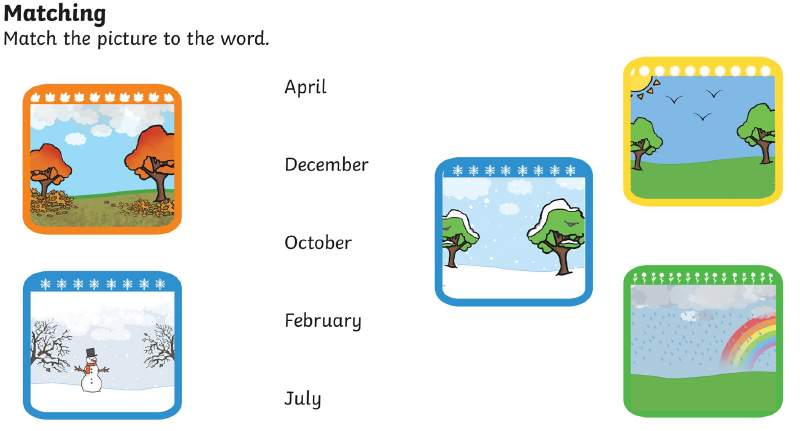 Matching
Match the picture to the word.
April
December
October
February
July